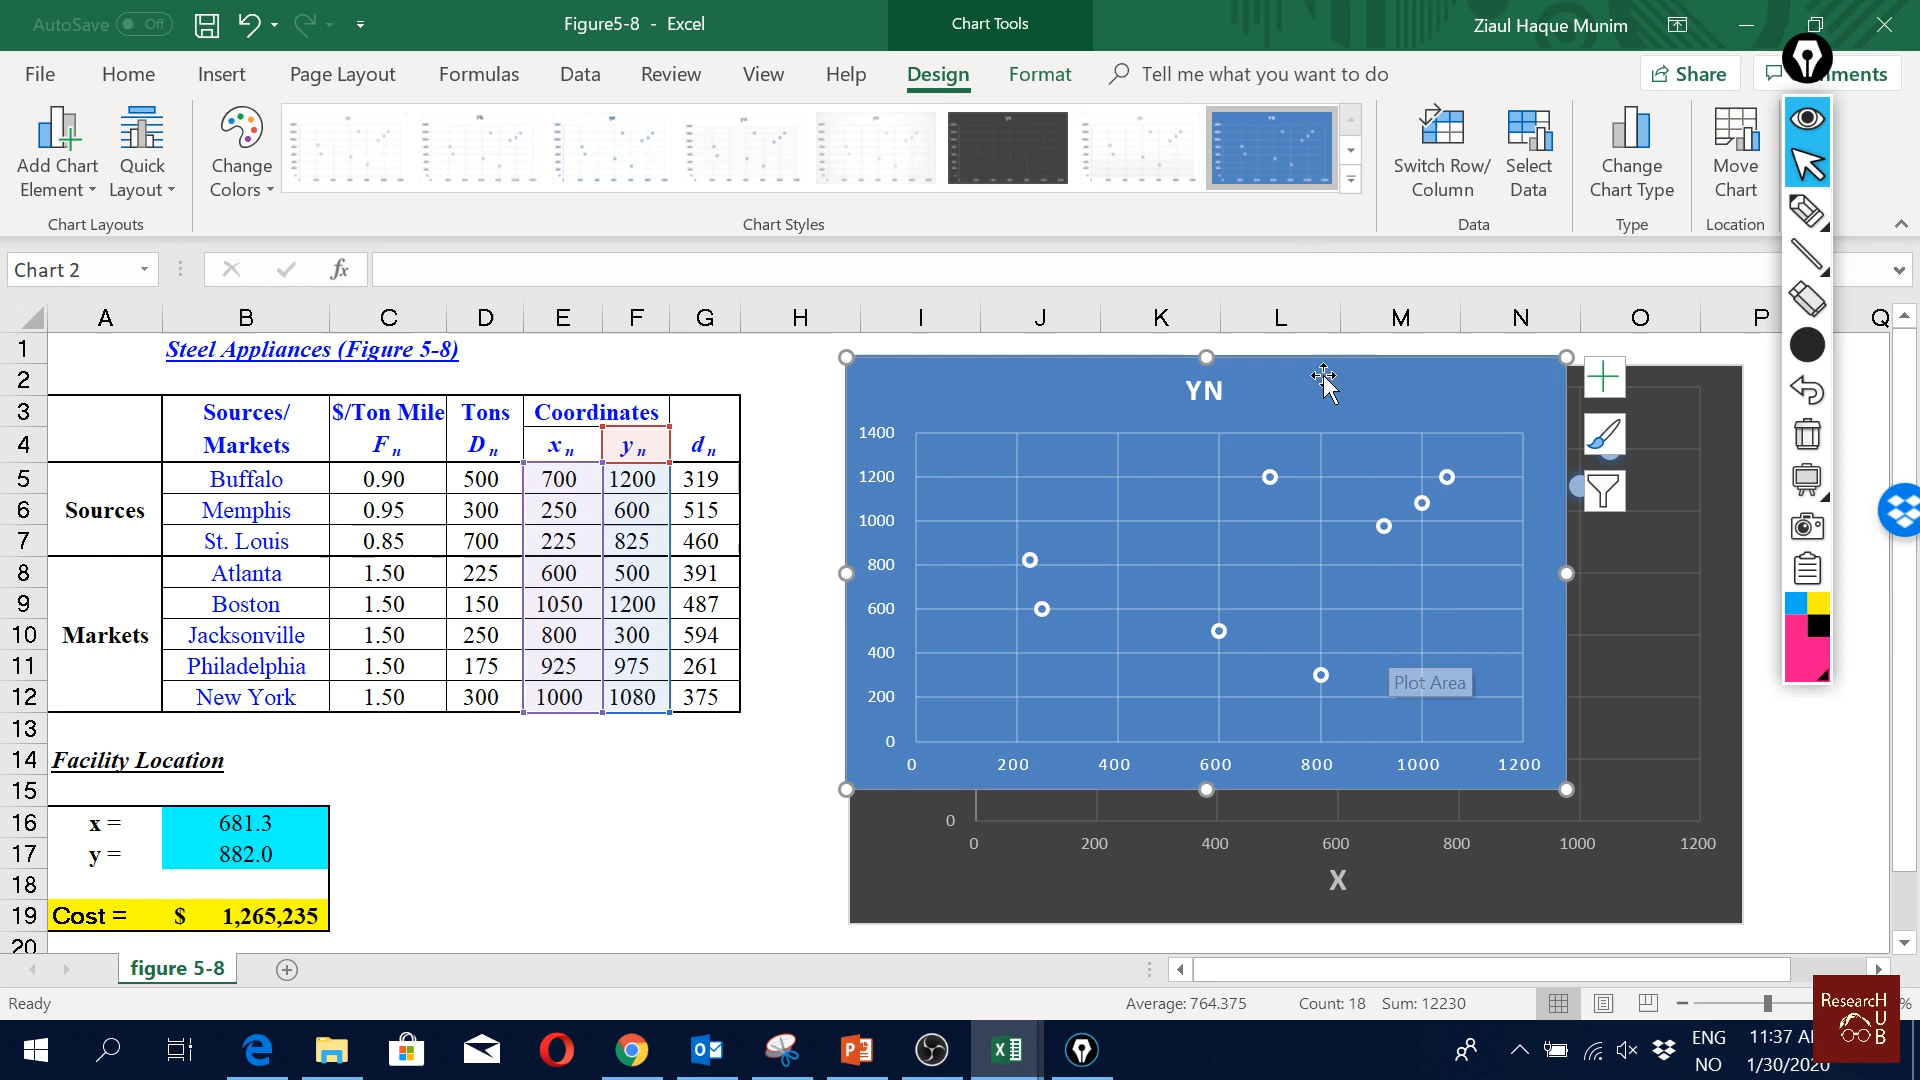 AutoSave Off
Figure5-8 - Excel
Chart Tools
Ziaul Haque Munim
File Home Insert Page Layout Formulas Data Review View Help Design Format Tell me what you want to do
Share
ments
Add Chart Element
Quick Layout
Change Colors
Switch Row/ Column
Select Data
Change Chart Type
Move Chart
Chart Layouts
Chart Styles
Data
Type
Location
Chart 2
fx
A B C D E F G H I J K L M N O P Q
1 Steel Appliances (Figure 5-8)
2
3 Sources/ $/Ton Mile Tons Coordinates
4 Markets F n D n x n y n d n
5 Buffalo 0.90 500 700 1200 319
6 Sources Memphis 0.95 300 250 600 515
7 St. Louis 0.85 700 225 825 460
8 Atlanta 1.50 225 600 500 391
9 Boston 1.50 150 1050 1200 487
10 Markets Jacksonville 1.50 250 800 300 594
11 Philadelphia 1.50 175 925 975 261
12 New York 1.50 300 1000 1080 375
13
14 Facility Location
15
16 x = 681.3
17 y = 882.0
18
19 Cost = $ 1,265,235
20
YN
1400
1200
1000
800
600
400
200
0
0 200 400 600 800 1000 1200
Plot Area
0
0 200 400 600 800 1000 1200
X
figure 5-8
Ready
Average: 764.375 Count: 18 Sum: 12230
%
ResearcH
U
B
ENG
NO
11:37 A
1/30/2020